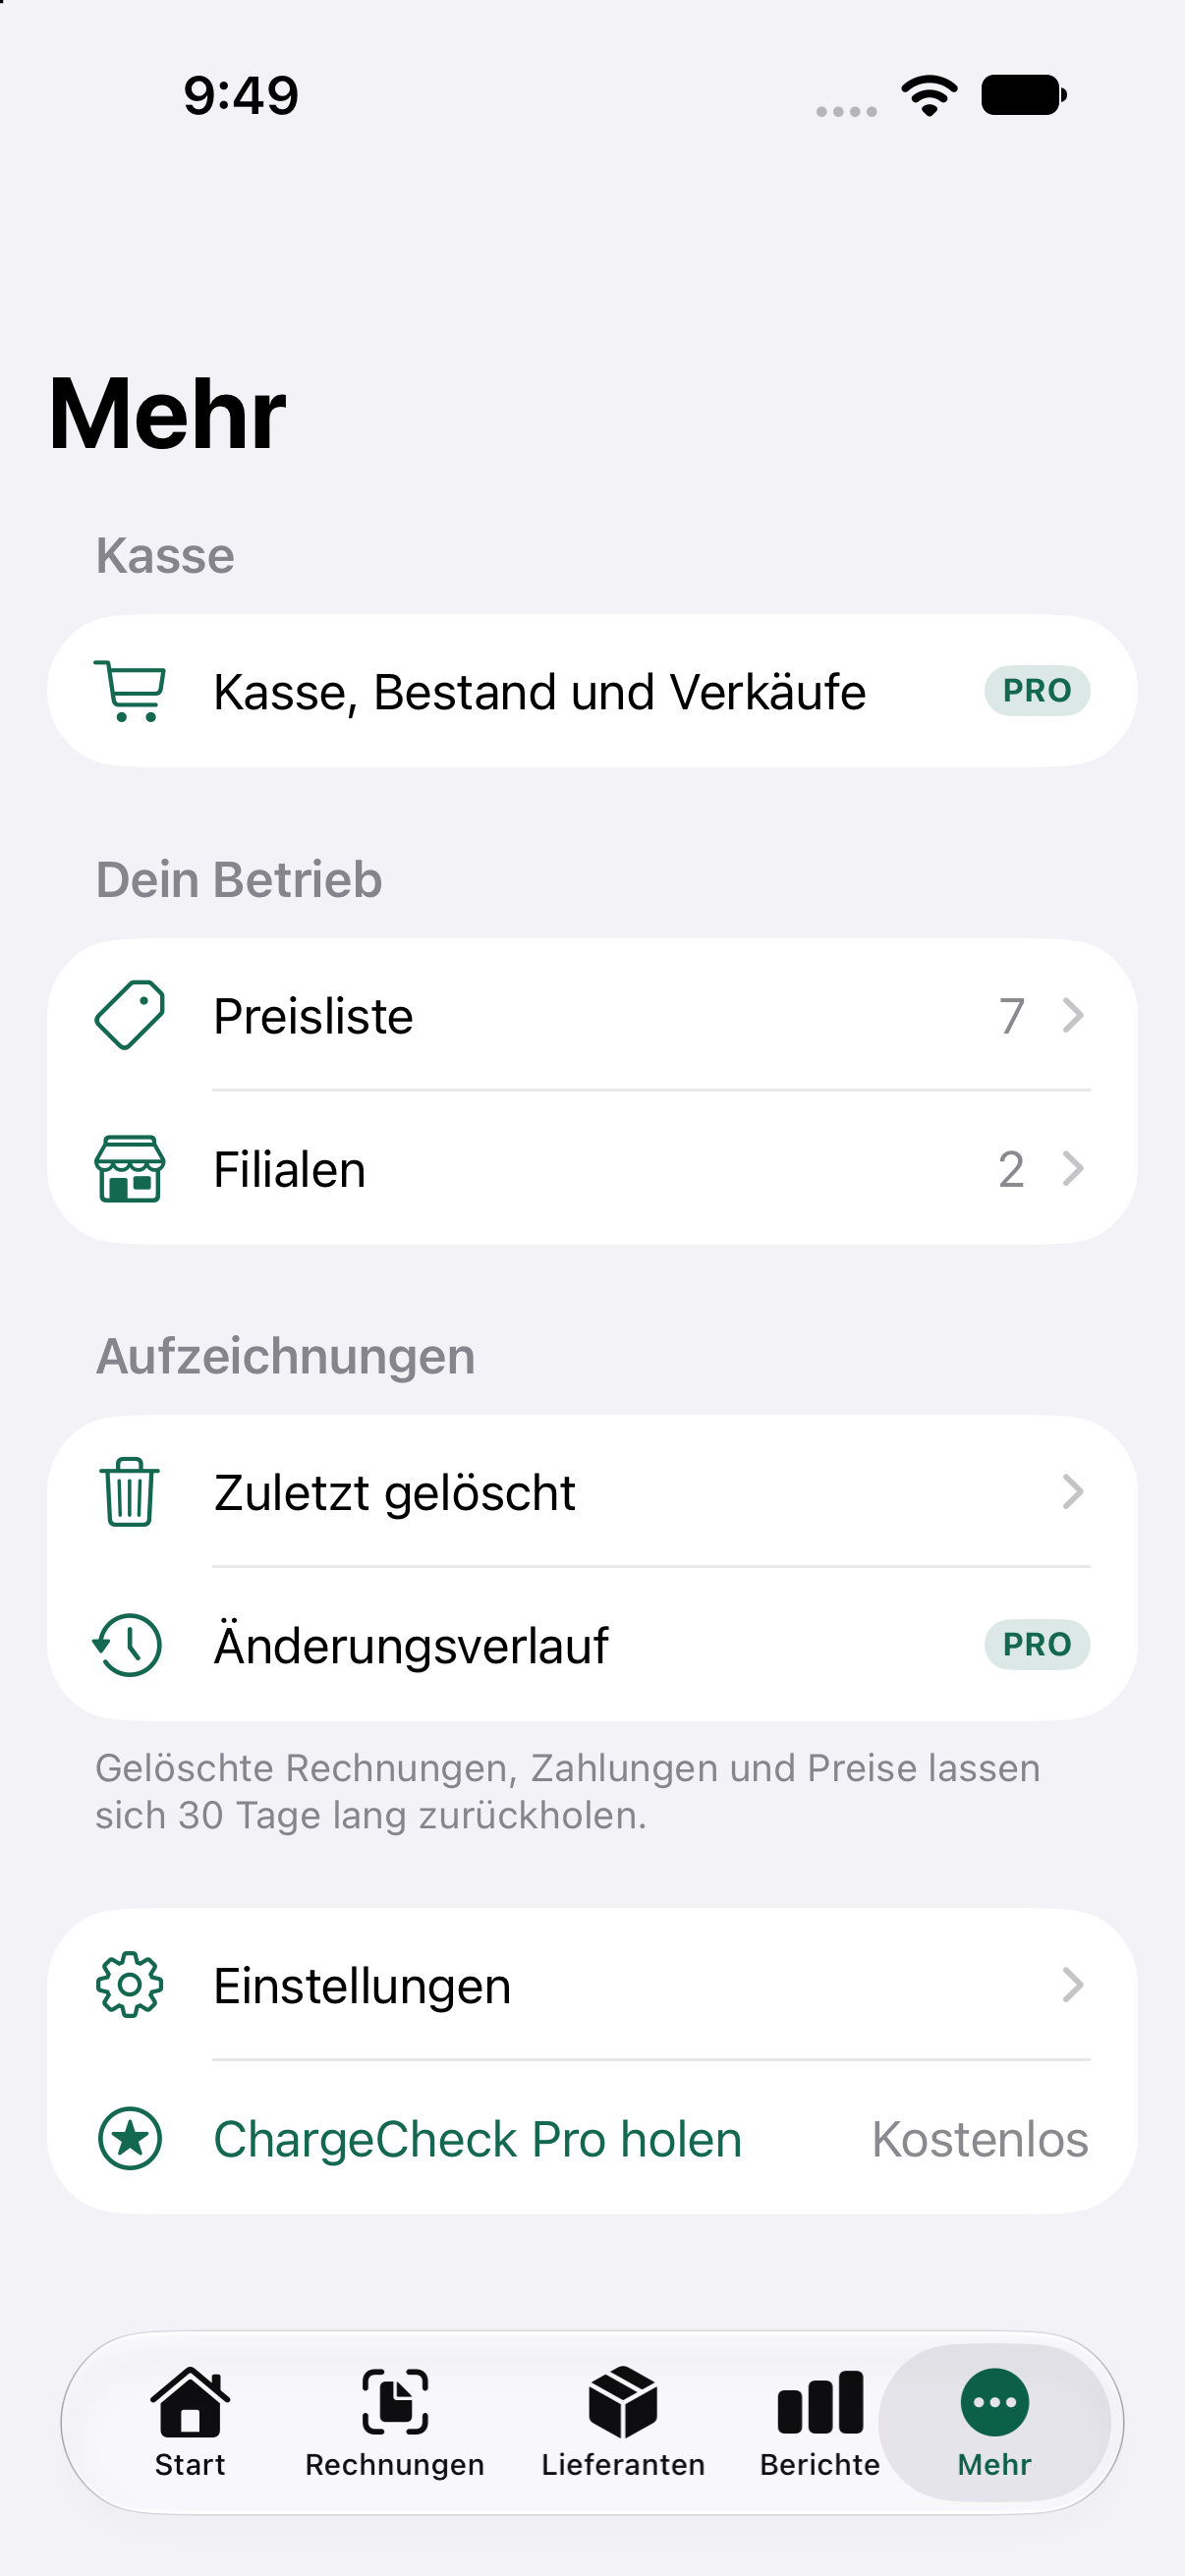 9:49
Mehr
Kasse
Kasse, Bestand und Verkäufe PRO
Dein Betrieb
Preisliste 7
Filialen 2
Aufzeichnungen
Zuletzt gelöscht
Änderungsverlauf PRO
Gelöschte Rechnungen, Zahlungen und Preise lassen
sich 30 Tage lang zurückholen.
Einstellungen
ChargeCheck Pro holen Kostenlos
Start Rechnungen Lieferanten Berichte Mehr